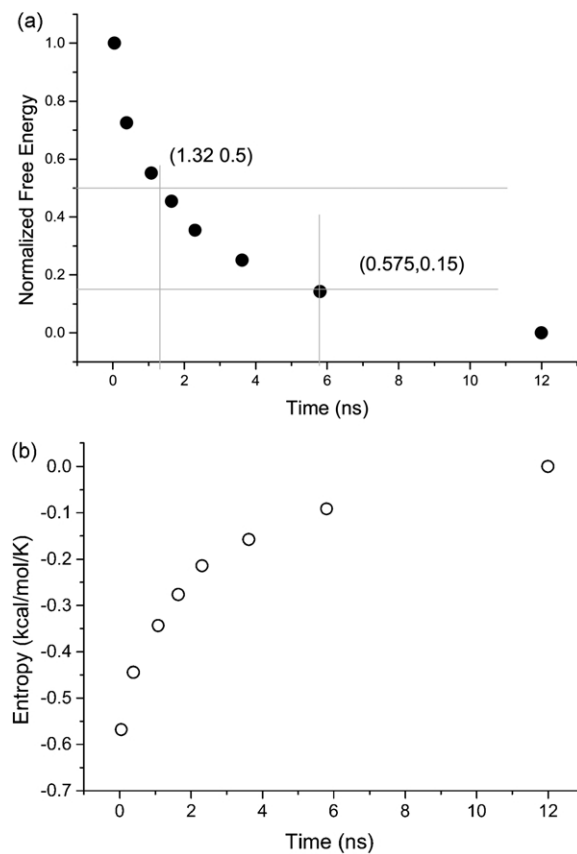 (a)
1.0
0.8
0.6
0.4
0.2
0.0
Normalized Free Energy
(1.32 0.5)
(0.575,0.15)
0 2 4 6 8 10 12
Time (ns)
(b)
0.0
-0.1
-0.2
-0.3
-0.4
-0.5
-0.6
-0.7
Entropy (kcal/mol/K)
0 2 4 6 8 10 12
Time (ns)